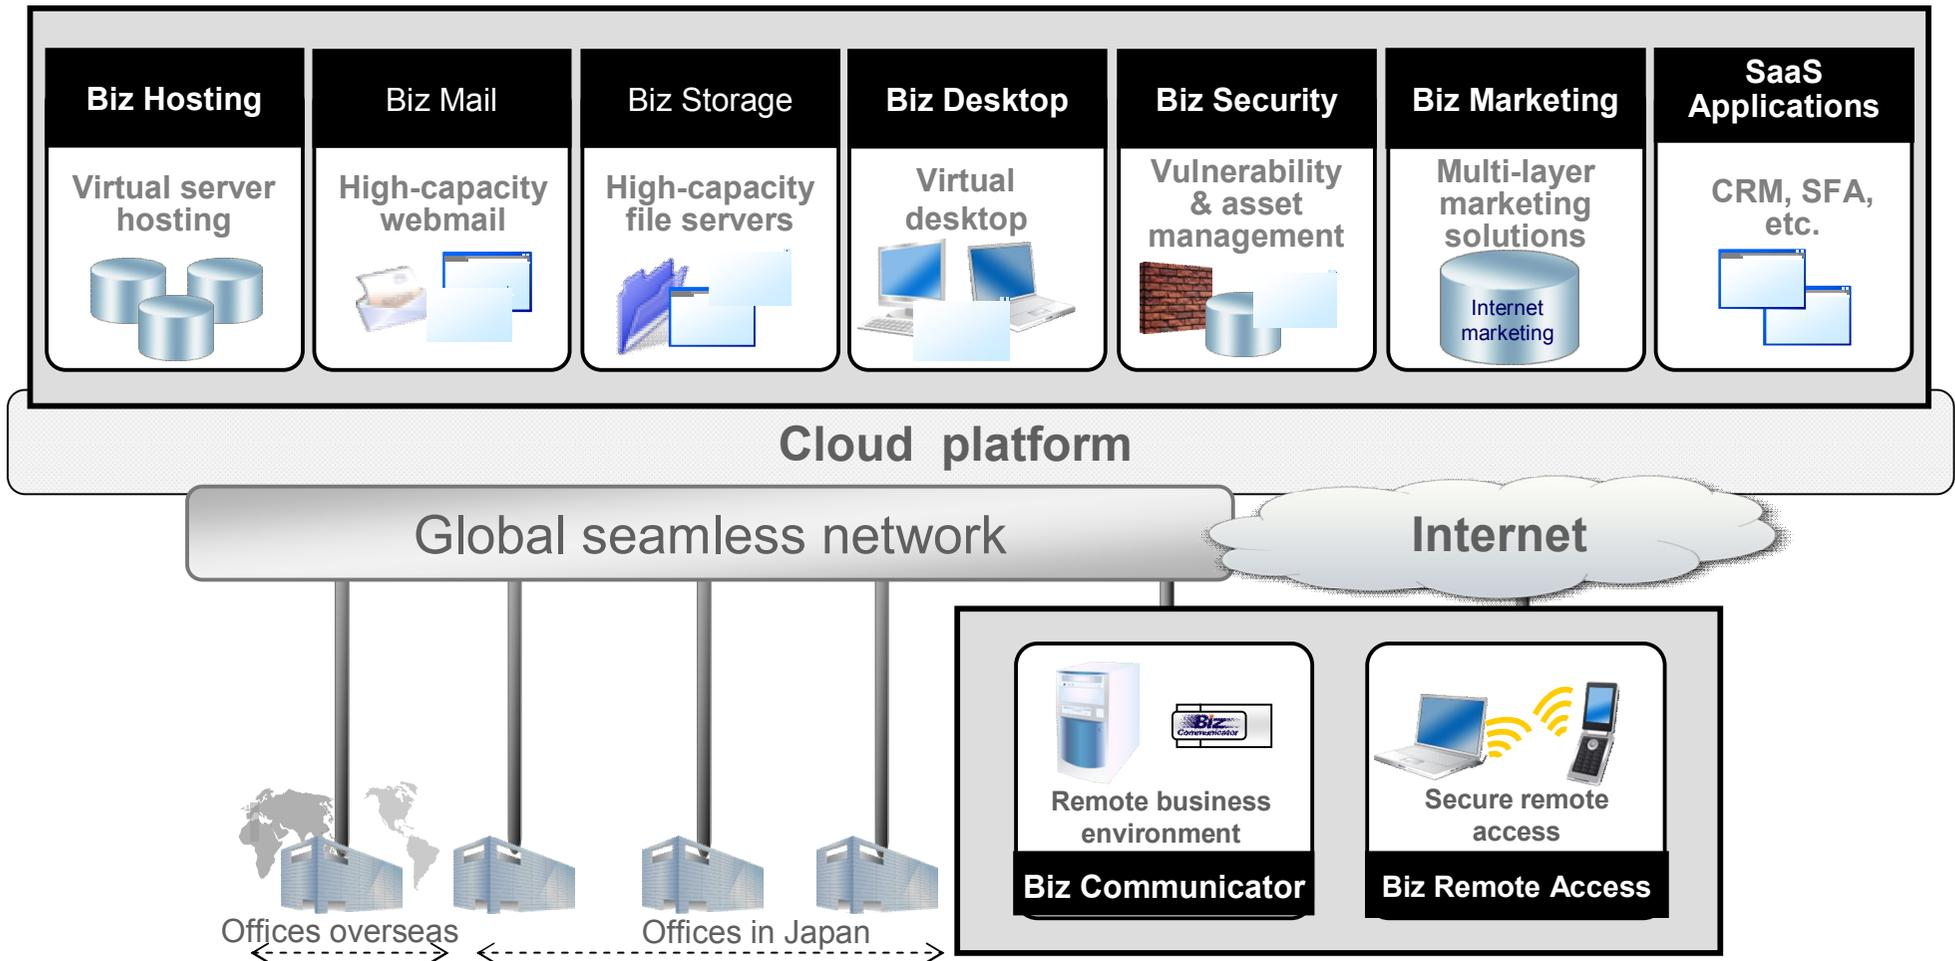 Biz Hosting
Biz Mail
Biz Storage
Biz Desktop
Biz Security
Biz Marketing
SaaS
Applications
Virtual server
hosting
High-capacity
webmail
High-capacity
file servers
Virtual
desktop
Vulnerability
& asset
management
Multi-layer
marketing
solutions
Internet
marketing
CRM, SFA,
etc.
Cloud platform
Global seamless network
Internet
Biz
Communicator
Remote business
environment
Biz Communicator
Secure remote
access
Biz Remote Access
Offices overseas
Offices in Japan